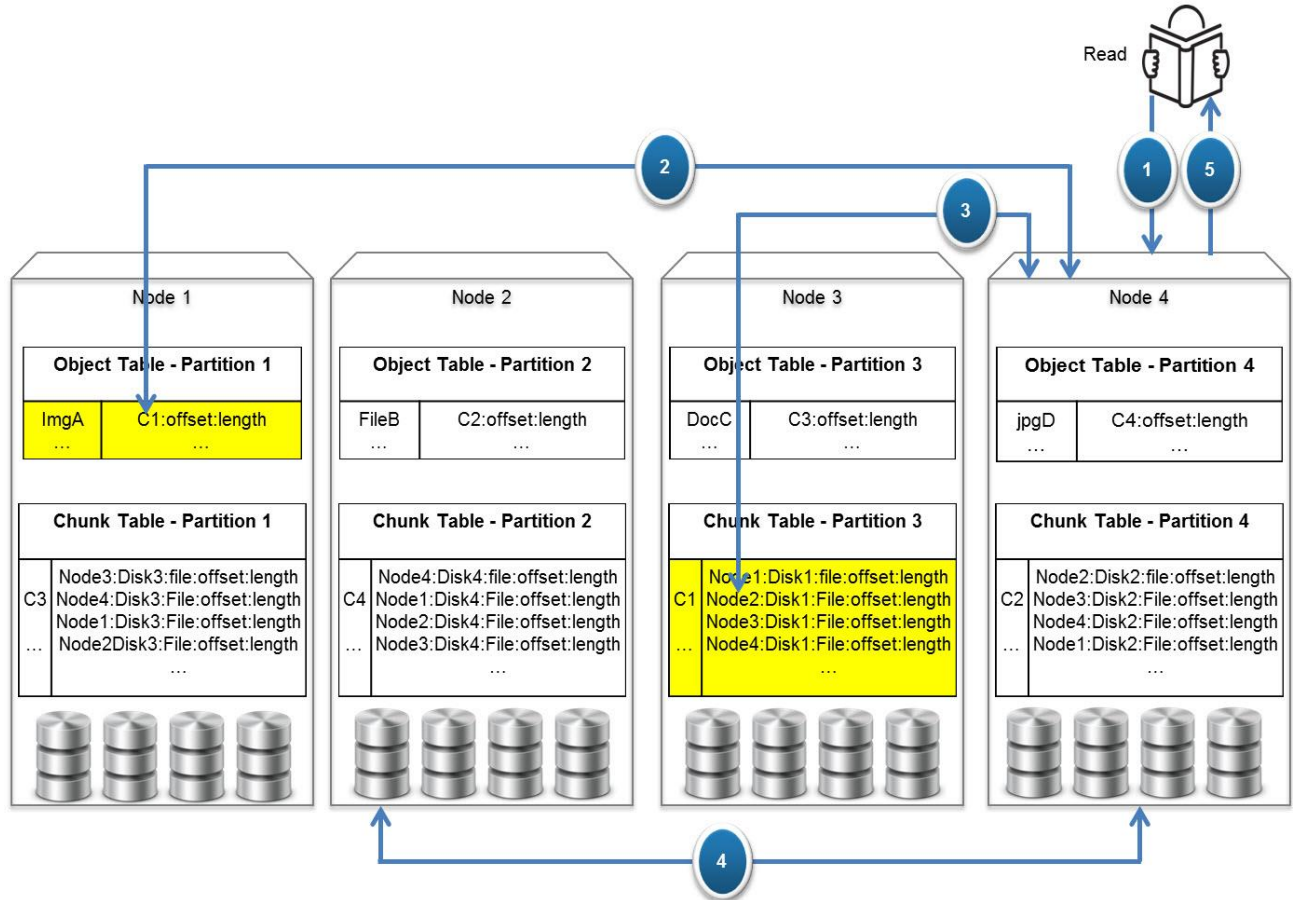 Read
1
5
2
3
Node 1
Object Table - Partition 1
ImgA C1:offset:length
... ...
Chunk Table - Partition 1
C3
...
Node3:Disk3:file:offset:length
Node4:Disk3:File:offset:length
Node1:Disk3:File:offset:length
Node2Disk3:File:offset:length
...
Node 2
Object Table - Partition 2
FileB C2:offset:length
... ...
Chunk Table - Partition 2
C4
...
Node4:Disk4:file:offset:length
Node1:Disk4:File:offset:length
Node2:Disk4:File:offset:length
Node3:Disk4:File:offset:length
...
Node 3
Object Table - Partition 3
DocC C3:offset:length
... ...
Chunk Table - Partition 3
C1
...
Node1:Disk1:file:offset:length
Node2:Disk1:File:offset:length
Node3:Disk1:File:offset:length
Node4:Disk1:File:offset:length
...
Node 4
Object Table - Partition 4
jpgD C4:offset:length
... ...
Chunk Table - Partition 4
C2
...
Node2:Disk2:file:offset:length
Node3:Disk2:File:offset:length
Node4:Disk2:File:offset:length
Node1:Disk2:File:offset:length
...
4